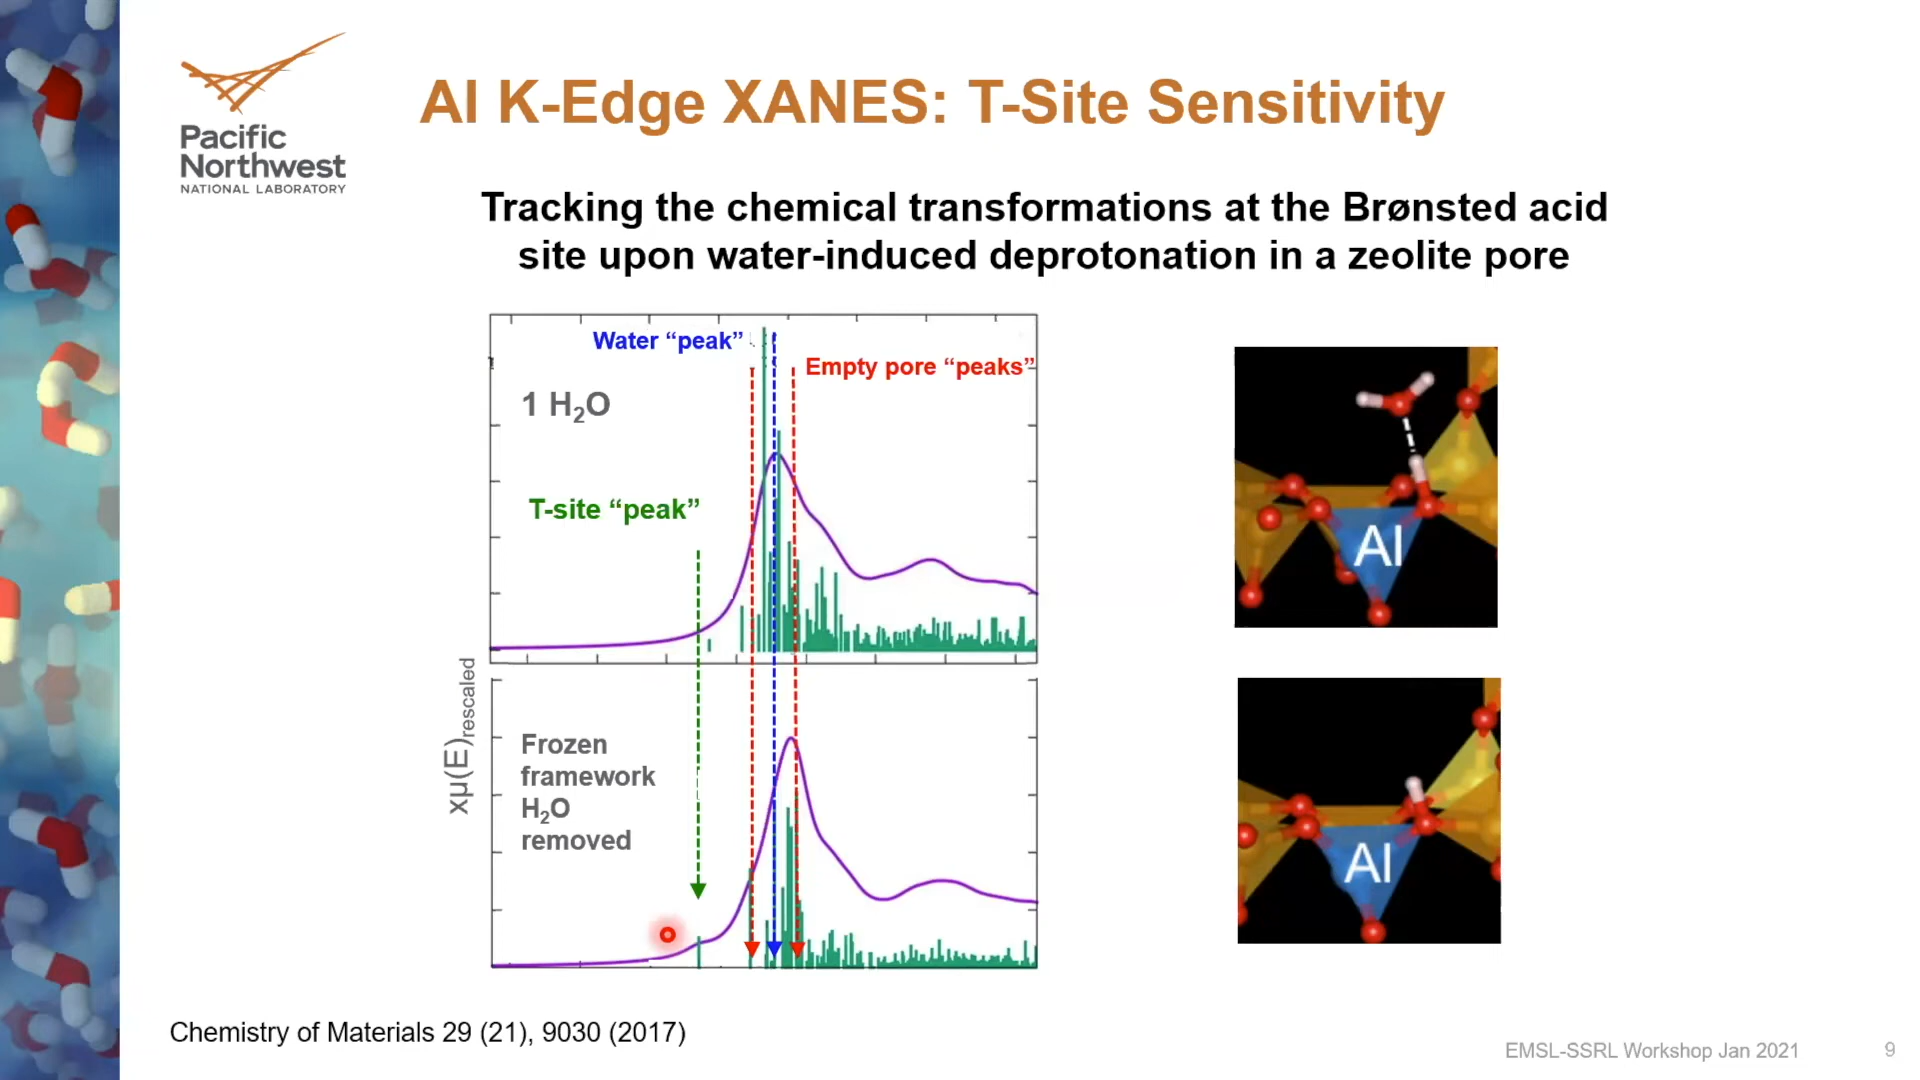 Pacific
Northwest
NATIONAL LABORATORY
Al K-Edge XANES: T-Site Sensitivity
Tracking the chemical transformations at the Brønsted acid
site upon water-induced deprotonation in a zeolite pore
Water “peak”
Empty pore “peaks”
1 H₂O
T-site “peak”
xμ(E)rescaled
Frozen
framework
H₂O
removed
Al
Al
Chemistry of Materials 29 (21), 9030 (2017)
EMSL-SSRL Workshop Jan 2021
9